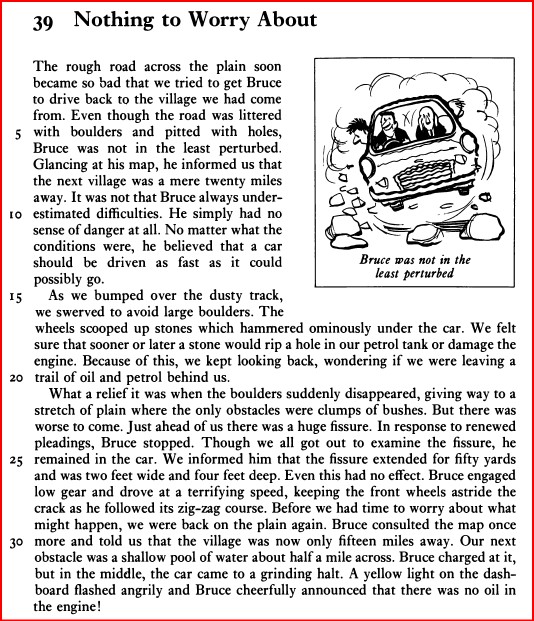 39 Nothing to Worry About
The rough road across the plain soon
became so bad that we tried to get Bruce
to drive back to the village we had come
from. Even though the road was littered
5 with boulders and pitted with holes,
Bruce was not in the least perturbed.
Glancing at his map, he informed us that
the next village was a mere twenty miles
away. It was not that Bruce always under-
10 estimated difficulties. He simply had no
sense of danger at all. No matter what the
conditions were, he believed that a car
should be driven as fast as it could
possibly go.
Bruce was not in the
least perturbed
15 As we bumped over the dusty track,
we swerved to avoid large boulders. The
wheels scooped up stones which hammered ominously under the car. We felt
sure that sooner or later a stone would rip a hole in our petrol tank or damage the
engine. Because of this, we kept looking back, wondering if we were leaving a
20 trail of oil and petrol behind us.
What a relief it was when the boulders suddenly disappeared, giving way to a
stretch of plain where the only obstacles were clumps of bushes. But there was
worse to come. Just ahead of us there was a huge fissure. In response to renewed
pleadings, Bruce stopped. Though we all got out to examine the fissure, he
25 remained in the car. We informed him that the fissure extended for fifty yards
and was two feet wide and four feet deep. Even this had no effect. Bruce engaged
low gear and drove at a terrifying speed, keeping the front wheels astride the
crack as he followed its zig-zag course. Before we had time to worry about what
might happen, we were back on the plain again. Bruce consulted the map once
30 more and told us that the village was now only fifteen miles away. Our next
obstacle was a shallow pool of water about half a mile across. Bruce charged at it,
but in the middle, the car came to a grinding halt. A yellow light on the dash-
board flashed angrily and Bruce cheerfully announced that there was no oil in
the engine!